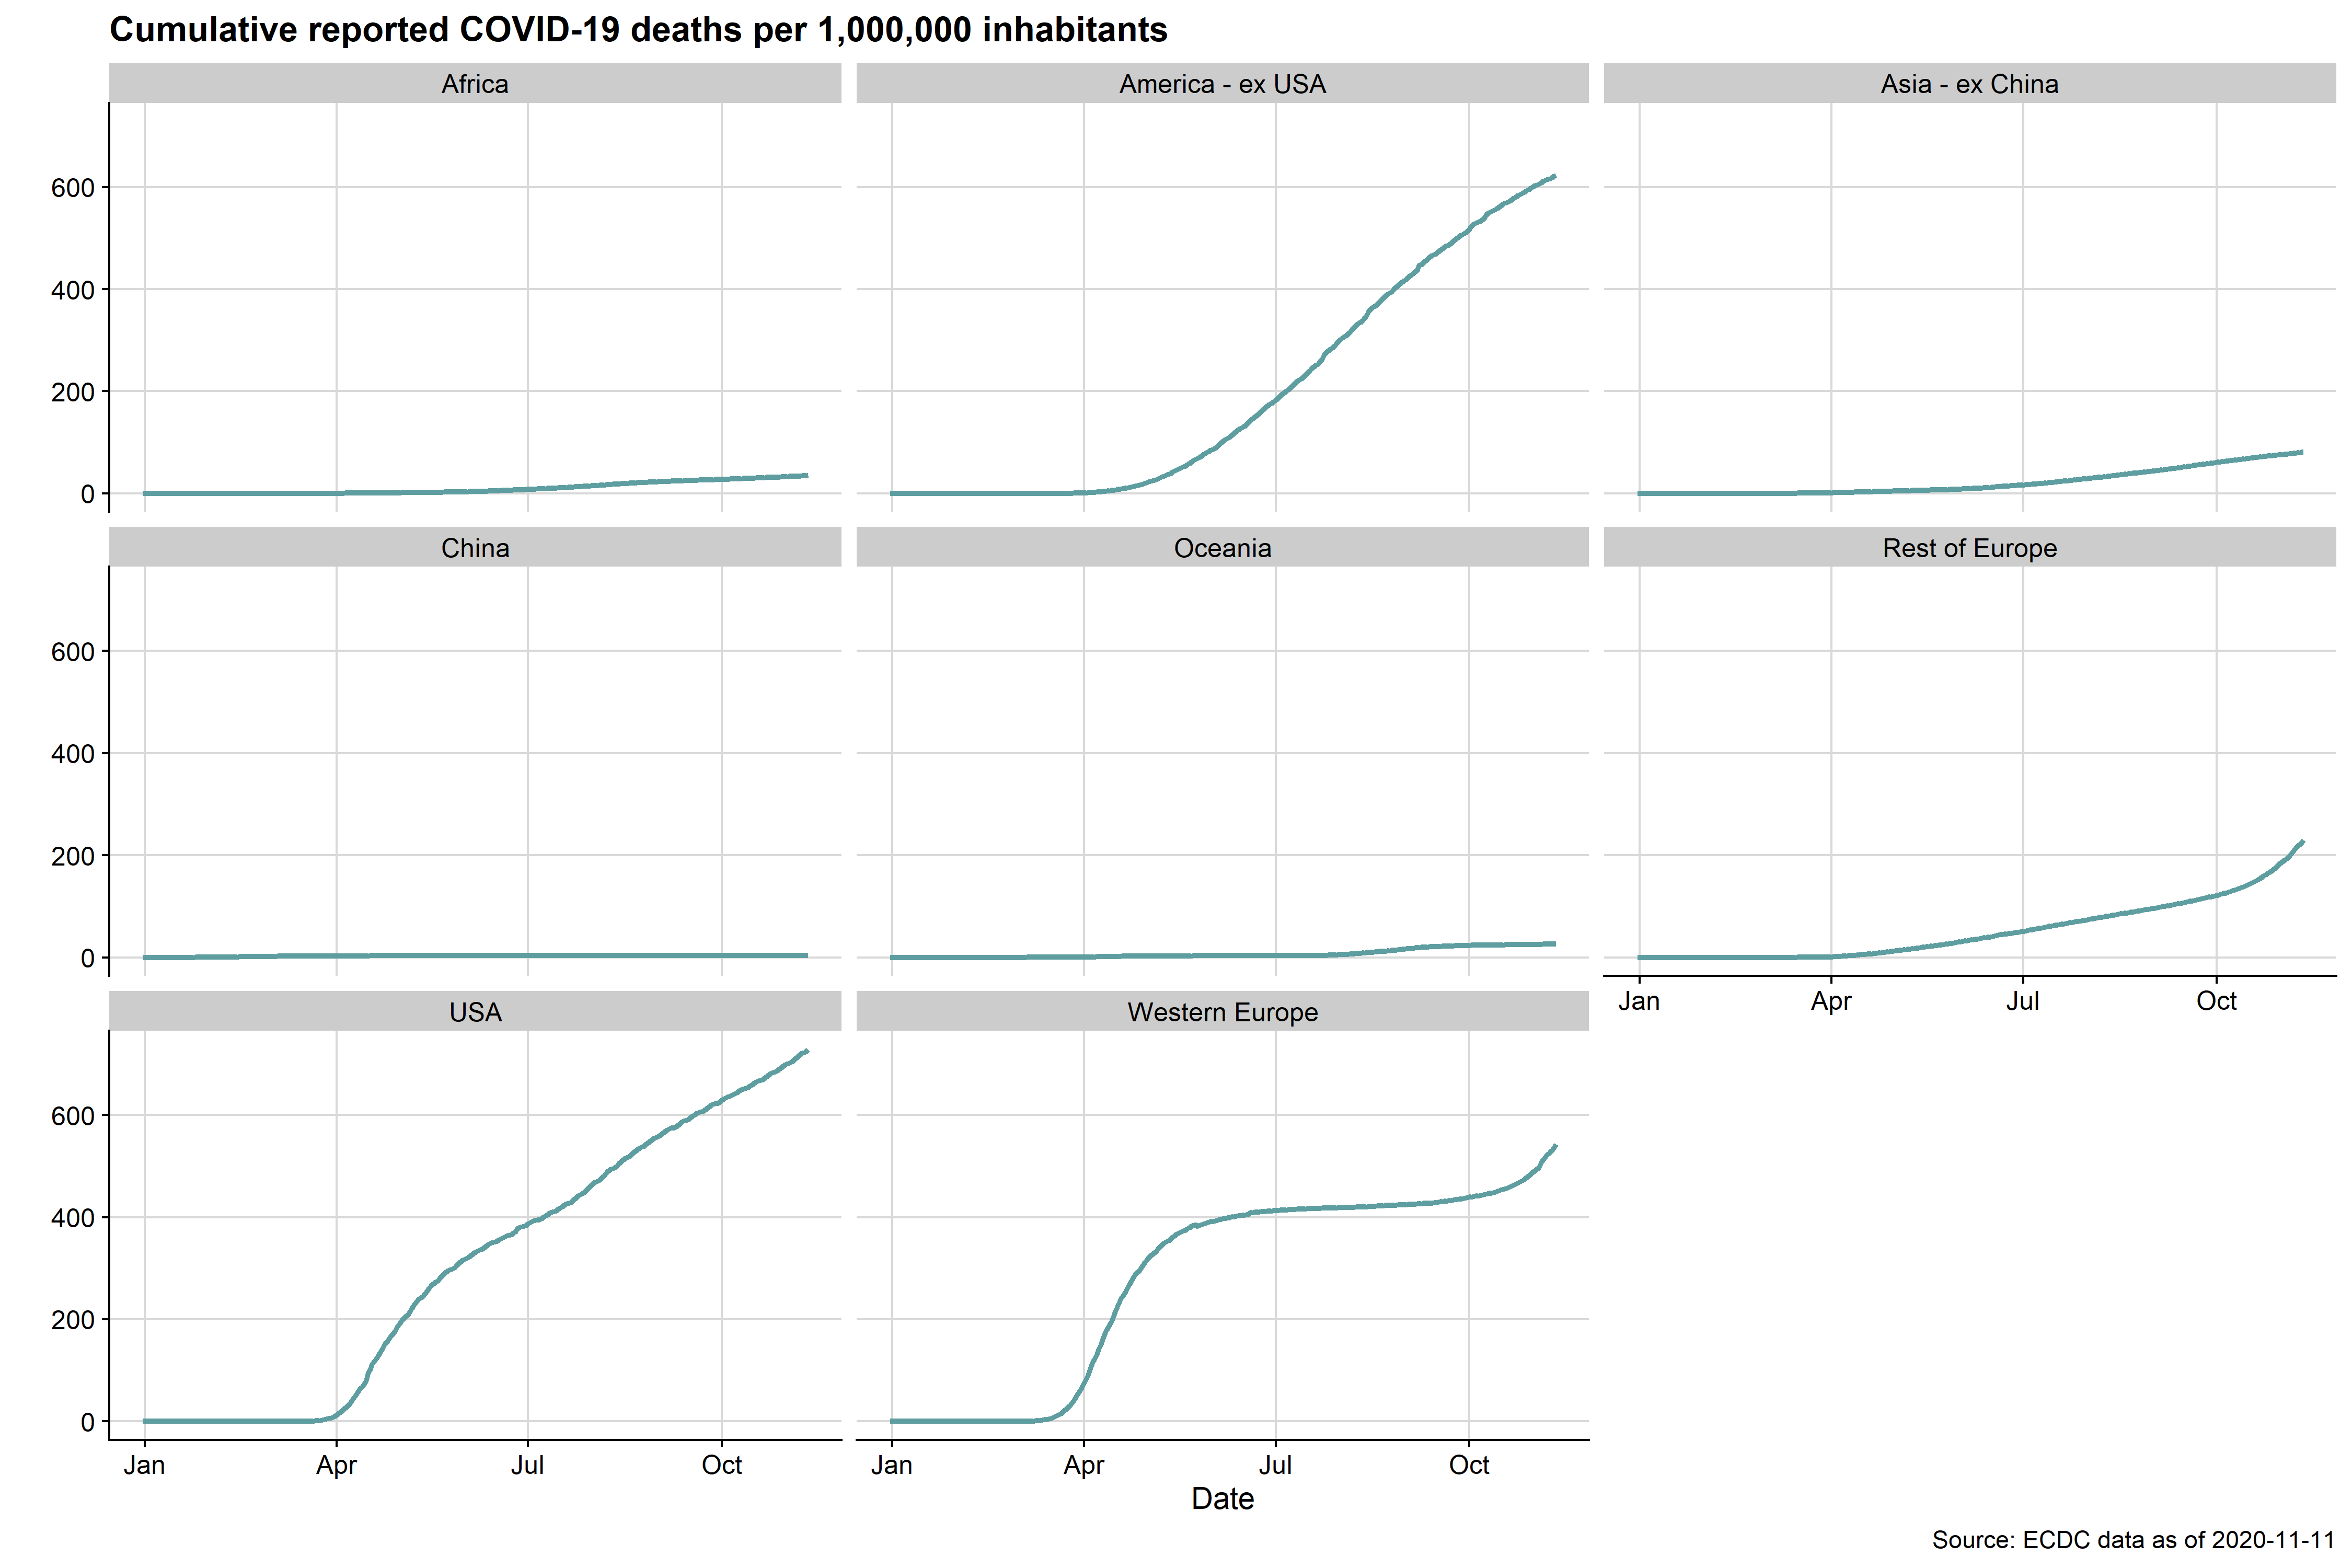 Cumulative reported COVID-19 deaths per 1,000,000 inhabitants
Africa
America - ex USA
Asia - ex China
600
400
200
0
China
Oceania
Rest of Europe
600
400
200
0
Jan
Apr
Jul
Oct
USA
Western Europe
600
400
200
0
Jan
Apr
Jul
Oct
Jan
Apr
Jul
Oct
Date
Source: ECDC data as of 2020-11-11